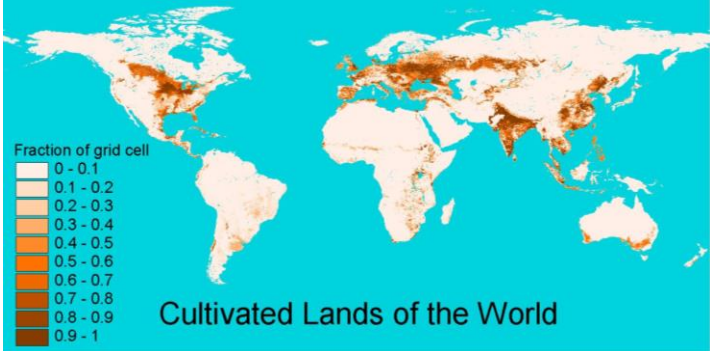 Fraction of grid cell
0 - 0.1
0.1 - 0.2
0.2 - 0.3
0.3 - 0.4
0.4 - 0.5
0.5 - 0.6
0.6 - 0.7
0.7 - 0.8
0.8 - 0.9
0.9 - 1
Cultivated Lands of the World